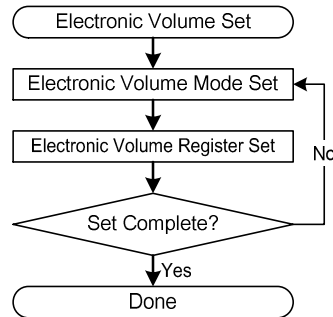 Electronic Volume Set
Electronic Volume Mode Set
Electronic Volume Register Set
No
Set Complete?
Yes
Done